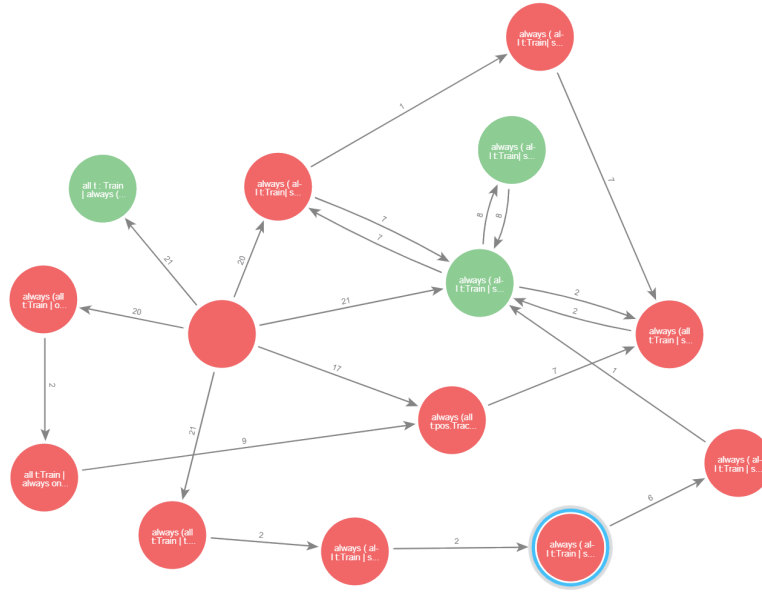 always ( al-
l t:Train| s...
1
always ( al-
l t:Train| s...
all t : Train
| always (...
always ( al-
l t:Train| s...
7
7
7
8
8
21
20
always ( al-
l t:Train | s...
always (all
t:Train | o...
20
21
2
2
always (all
t:Train | s...
17
7
1
2
always (all
t:pos.Trac...
21
9
all t:Train |
always on...
always ( al-
l t:Train | s...
6
always (all
t:Train | t....
2
always ( al-
l t:Train | s...
2
always ( al-
l t:Train | s...